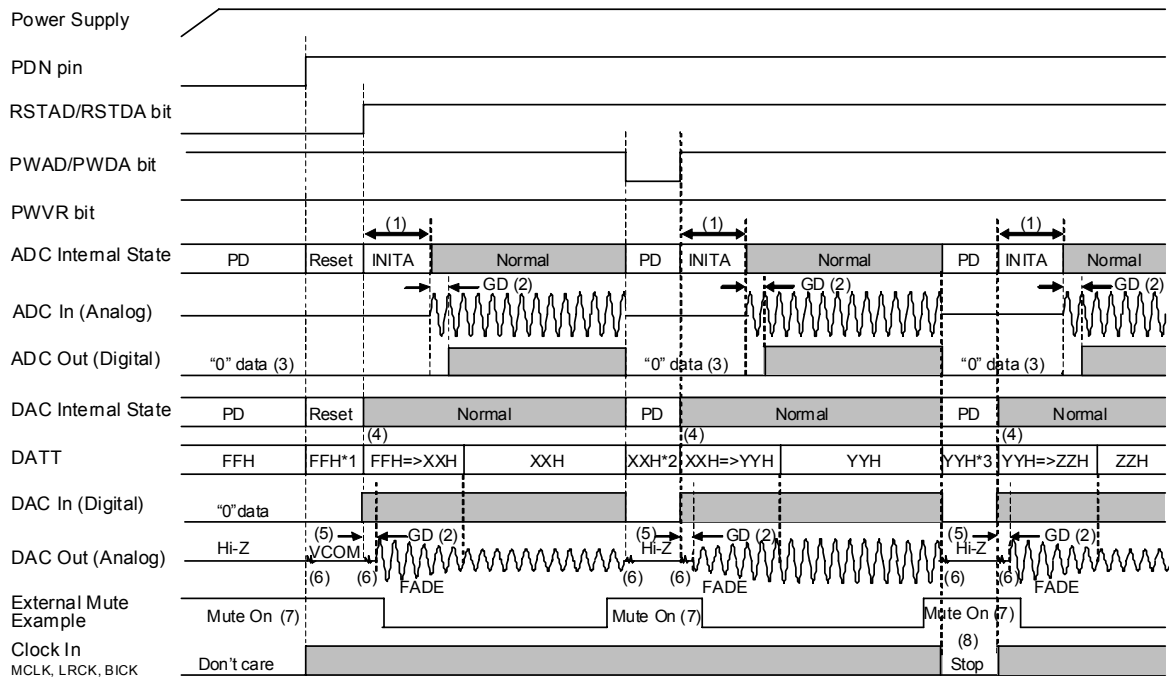 Power Supply
PDN pin
RSTAD/RSTDA bit
PWAD/PWDA bit
PWVR bit
(1) (1) (1)
ADC Internal State PD Reset INITA Normal PD INITA Normal PD INITA Normal
GD (2) GD (2) GD (2)
ADC In (Analog)
ADC Out (Digital) “0” data (3) “0” data (3) “0” data (3)
DAC Internal State PD Reset Normal PD Normal PD Normal
(4) (4) (4)
DATT FFH FFH*1 FFH=>XXH XXH XXH*2 XXH=>YYH YYH YYH*3 YYH=>ZZH ZZH
DAC In (Digital) “0”data
(5) GD (2) (5) GD (2) (5) GD (2)
DAC Out (Analog) Hi-Z VCOM Hi-Z Hi-Z
(6) (6) FADE (6) (6) FADE (6) (6) FADE
External Mute
Example Mute On (7) Mute On (7) Mute On (7)
(8)
Clock In
MCLK, LRCK, BICK Don’t care Stop